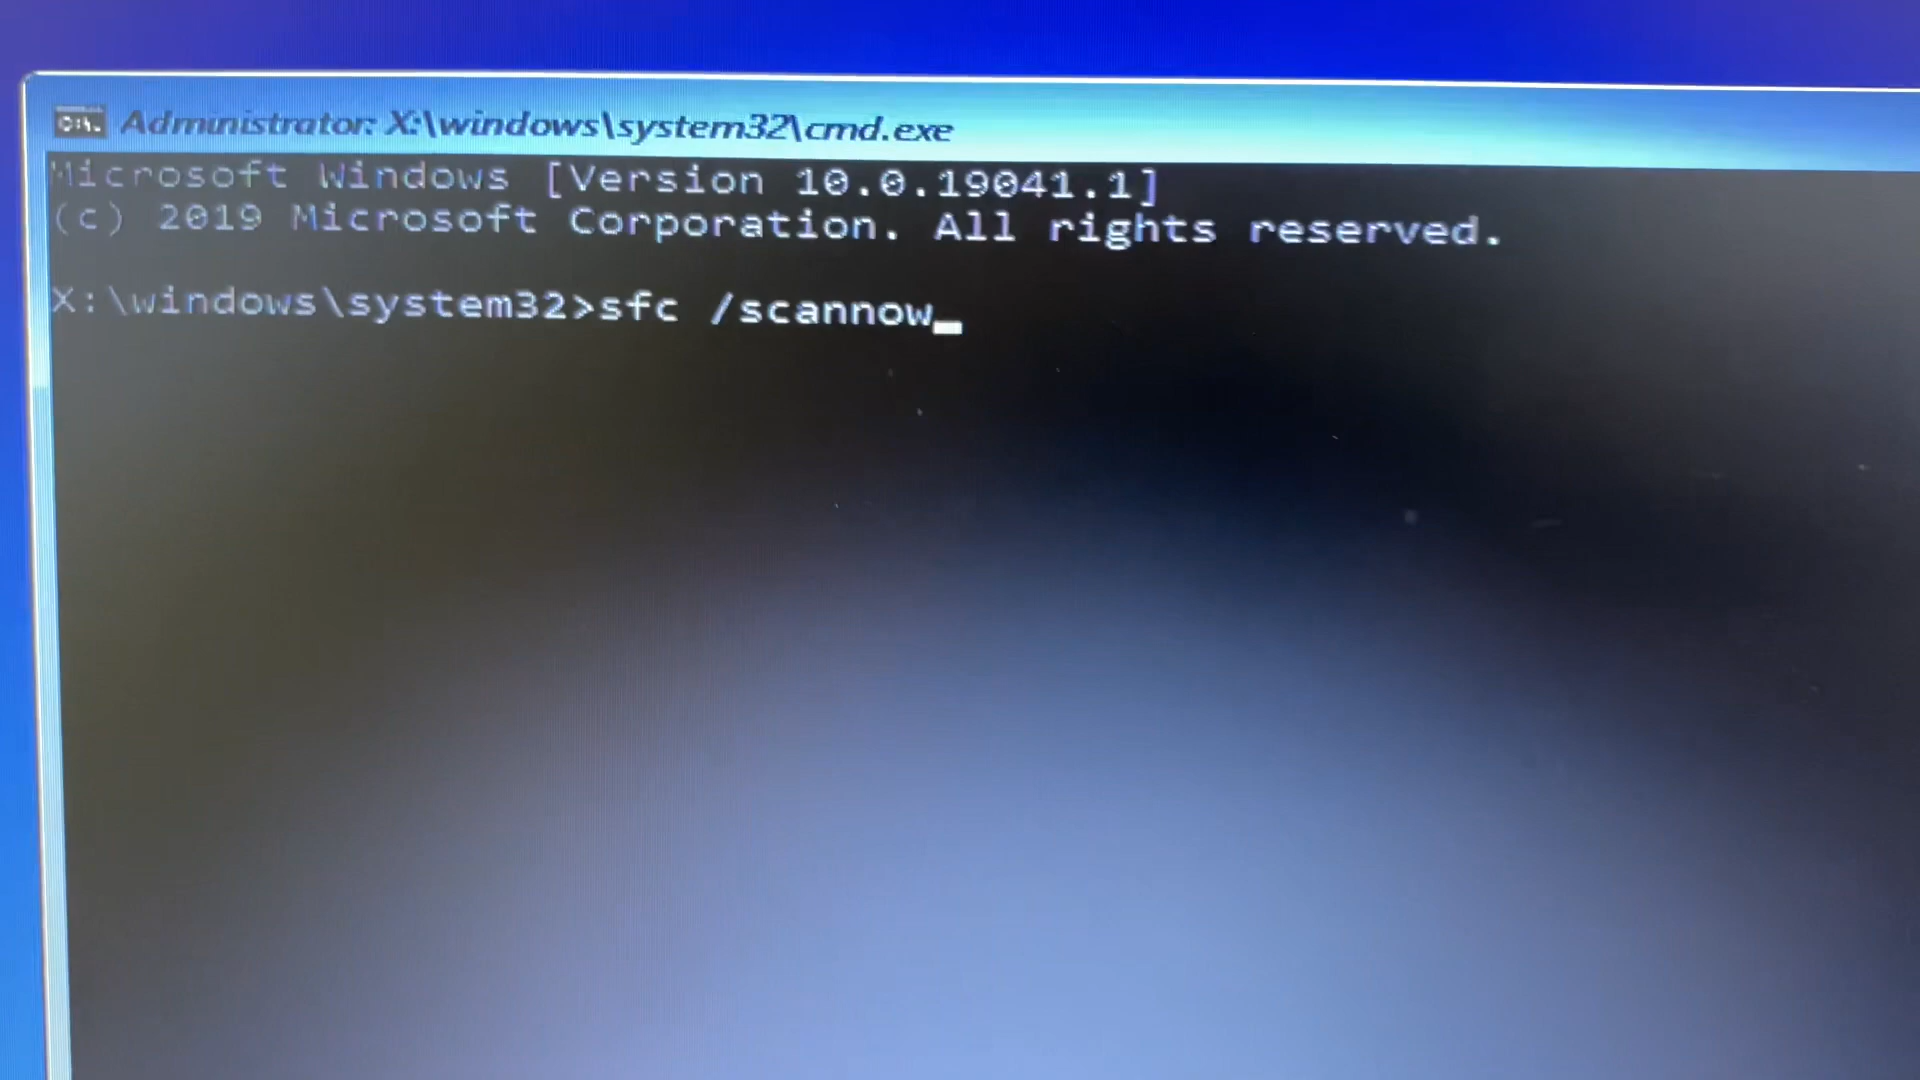 Administrator: X:\windows\system32\cmd.exe
Microsoft Windows [Version 10.0.19041.1]
(c) 2019 Microsoft Corporation. All rights reserved.
X:\windows\system32>sfc /scannow